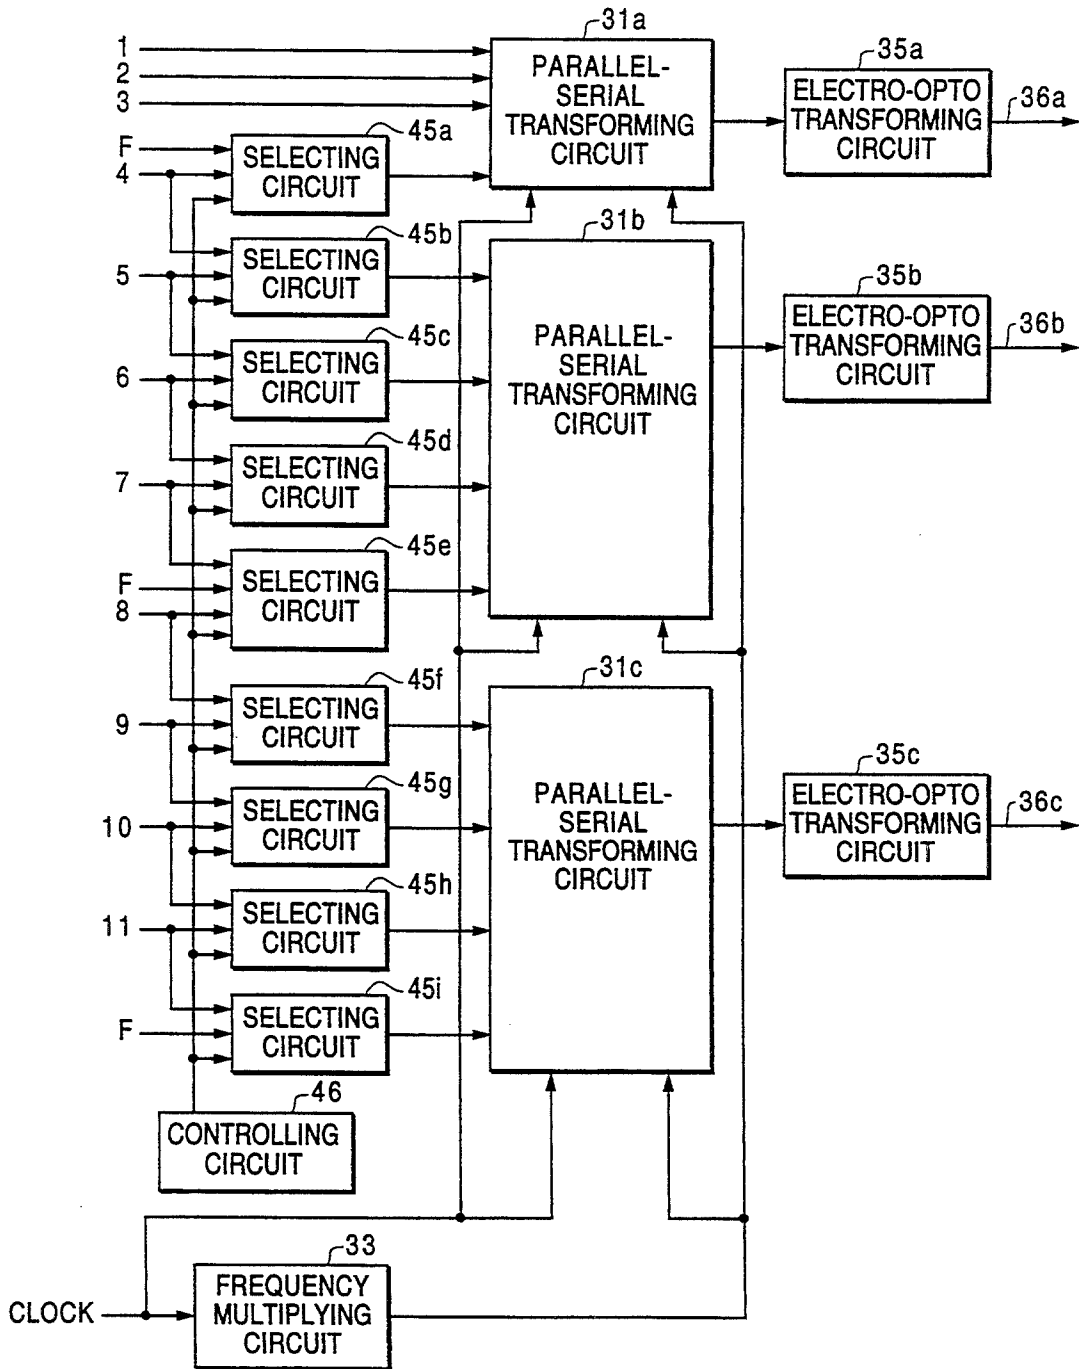 31a
1
2
3
PARALLEL-
SERIAL
TRANSFORMING
CIRCUIT
35a
ELECTRO-OPTO
TRANSFORMING
CIRCUIT
36a
45a
F
4
SELECTING
CIRCUIT
45b
5
SELECTING
CIRCUIT
31b
PARALLEL-
SERIAL
TRANSFORMING
CIRCUIT
35b
ELECTRO-OPTO
TRANSFORMING
CIRCUIT
36b
45c
6
SELECTING
CIRCUIT
45d
7
SELECTING
CIRCUIT
45e
F
8
SELECTING
CIRCUIT
45f
9
SELECTING
CIRCUIT
31c
PARALLEL-
SERIAL
TRANSFORMING
CIRCUIT
35c
ELECTRO-OPTO
TRANSFORMING
CIRCUIT
36c
45g
10
SELECTING
CIRCUIT
45h
11
SELECTING
CIRCUIT
45i
F
SELECTING
CIRCUIT
46
CONTROLLING
CIRCUIT
33
CLOCK
FREQUENCY
MULTIPLYING
CIRCUIT